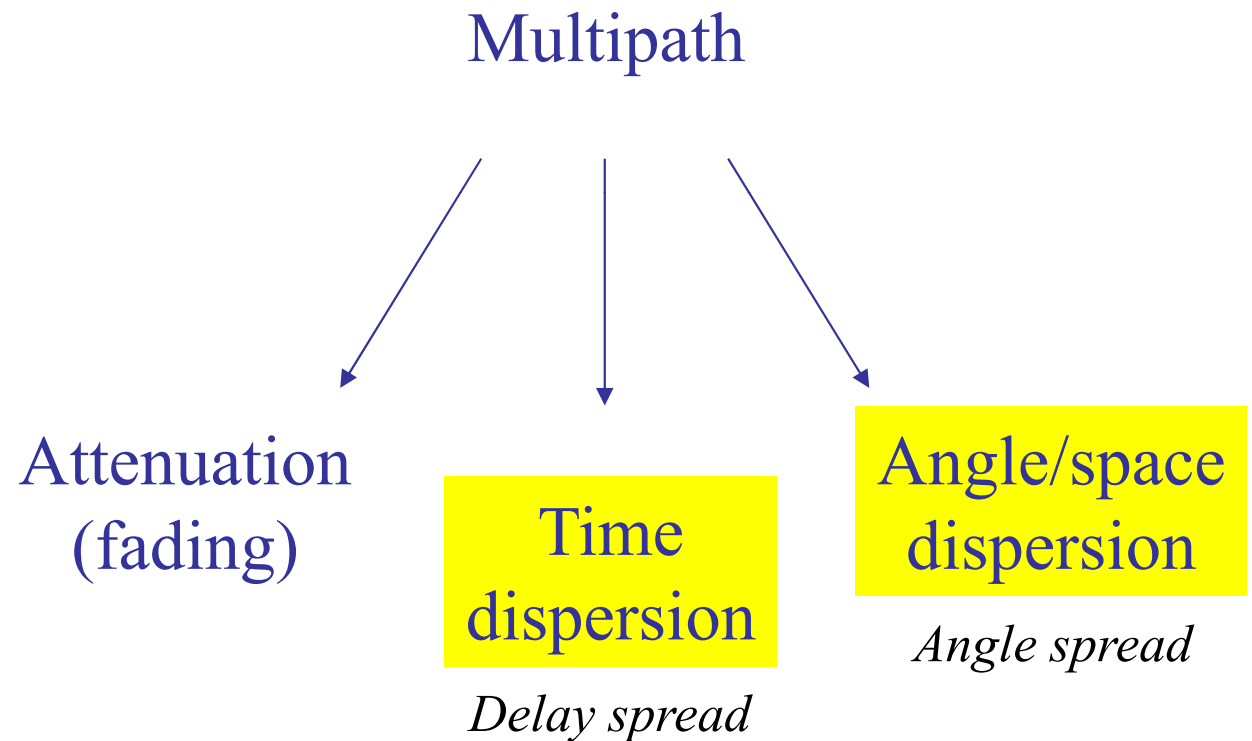 Multipath
Attenuation
(fading)
Time
dispersion
Delay spread
Angle/space
dispersion
Angle spread